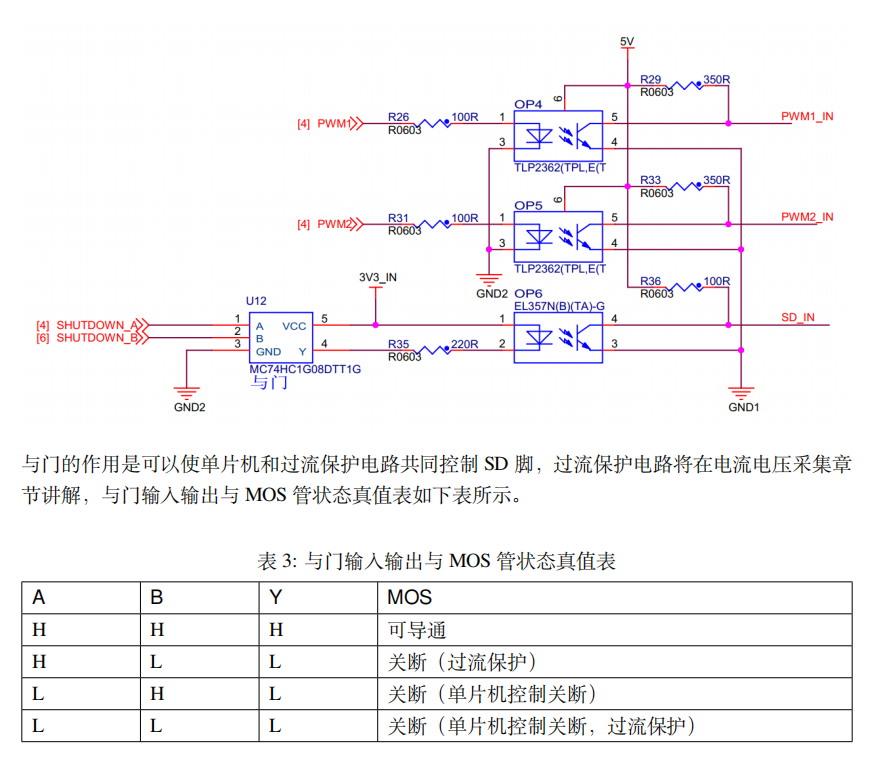 5V
R29 350R
R0603
OP4
6
[4] PWM1 R26 100R 1 5 PWM1_IN
R0603
3 4
TLP2362(TPL,E(T
R33 350R
R0603
OP5
6
[4] PWM2 R31 100R 1 5 PWM2_IN
R0603
3 4
TLP2362(TPL,E(T
3V3_IN
GND2
R36 100R
R0603
OP6
EL357N(B)(TA)-G
U12
[4] SHUTDOWN_A 1 A VCC 5 1 4 SD_IN
[6] SHUTDOWN_B 2 B
3 GND Y 4 R35 220R 2 3
R0603
MC74HC1G08DTT1G
与门
GND2 GND1
与门的作用是可以使单片机和过流保护电路共同控制 SD 脚，过流保护电路将在电流电压采集章
节讲解，与门输入输出与 MOS 管状态真值表如下表所示。
表 3: 与门输入输出与 MOS 管状态真值表
A B Y MOS
H H H 可导通
H L L 关断（过流保护）
L H L 关断（单片机控制关断）
L L L 关断（单片机控制关断，过流保护）